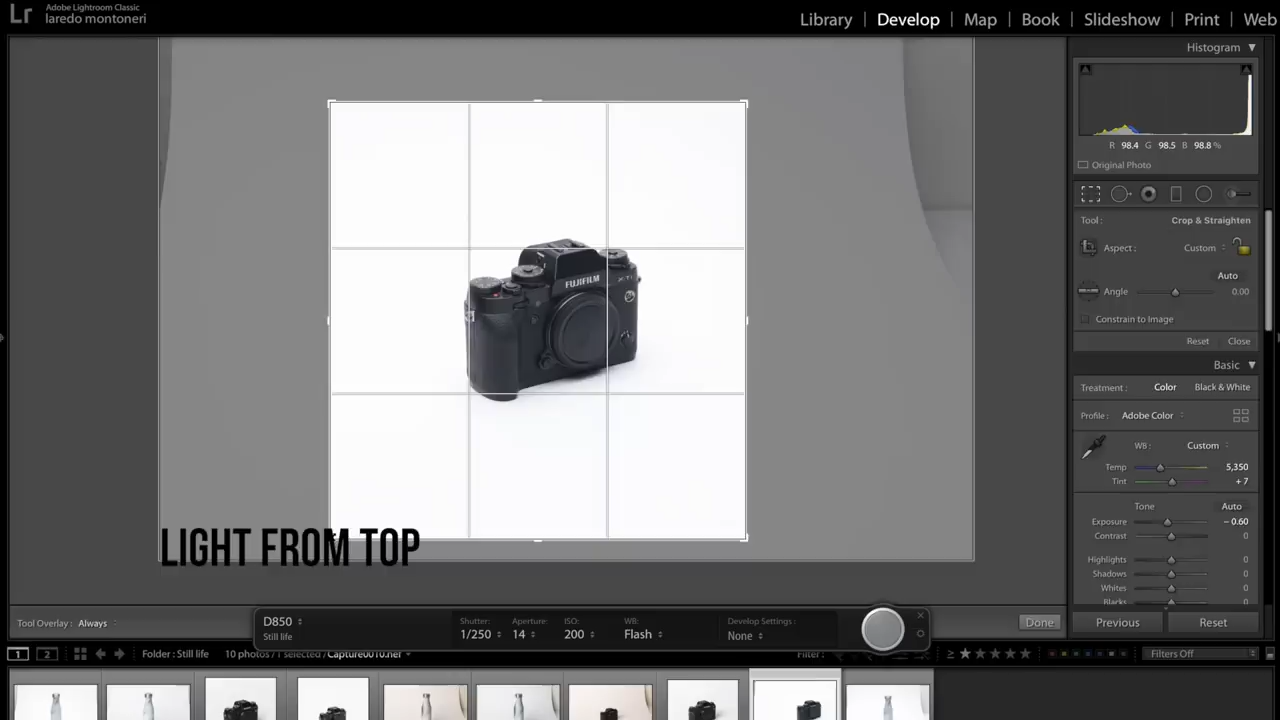 Lr
Adobe Lightroom Classic
laredo montoneri
Library | Develop | Map | Book | Slideshow | Print | Web
Histogram
R 98.4 G 98.5 B 98.8 %
Original Photo
Tool : Crop & Straighten
Aspect : Custom
Auto
Angle 0.00
Constrain to Image
Reset Close
Basic
Treatment : Color Black & White
Profile : Adobe Color
WB : Custom
Temp 5,350
Tint + 7
Tone Auto
Exposure – 0.60
Contrast 0
Highlights 0
Shadows 0
Whites 0
Blacks
Previous Reset
FUJIFILM X-T1
LIGHT FROM TOP
Tool Overlay : Always
D850
Still life
Shutter: Aperture: ISO: WB: Develop Settings :
1/250 14 200 Flash None
Done
1 2 Folder : Still life 10 photos / 1 selected / Capture0010.nef
Filter : Filters Off